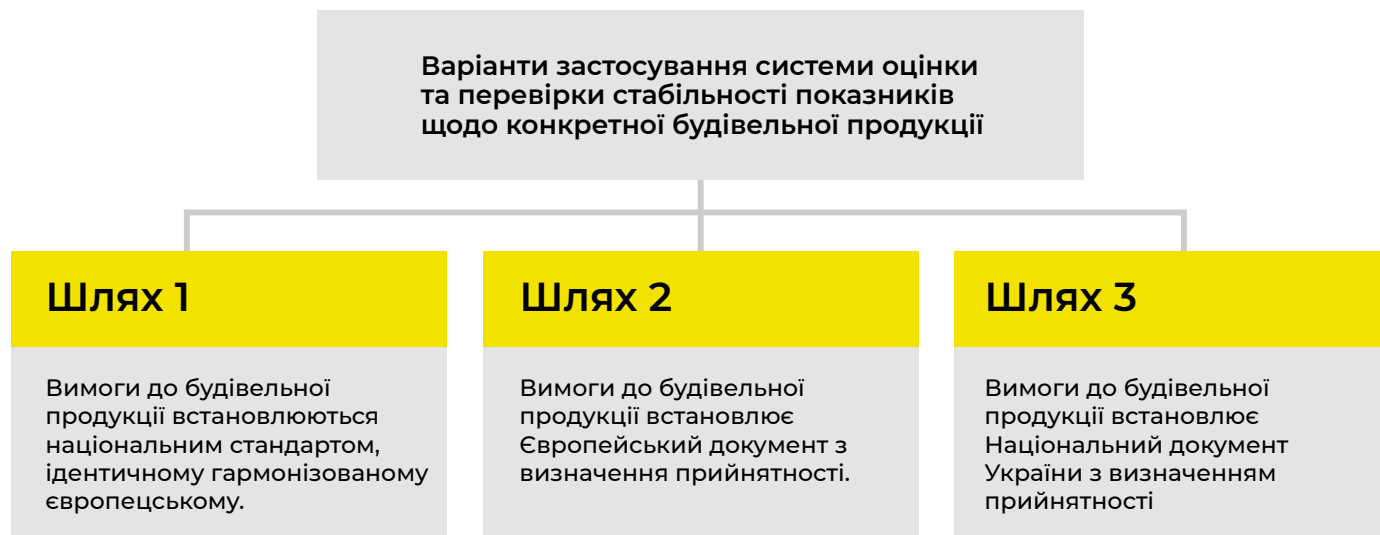 Варіанти застосування системи оцінки
та перевірки стабільності показників
щодо конкретної будівельної продукції
Шлях 1
Вимоги до будівельної
продукції встановлюються
національним стандартом,
ідентичному гармонізованому
європецському.
Шлях 2
Вимоги до будівельної
продукції встановлює
Європейський документ з
визначення прийнятності.
Шлях 3
Вимоги до будівельної
продукції встановлює
Національний документ
України з визначенням
прийнятності